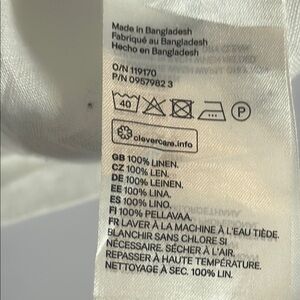 Made in Bangladesh
Fabriqué au Bangladesh
Hecho en Bangladesh
O/N 119170
P/N 0957982 3
40
P
clevercare.info
GB 100% LINEN.
CZ 100% LEN.
DE 100% LEINEN.
EE 100% LINA.
ES 100% LINO.
FI 100% PELLAVAA.
FR LAVER À LA MACHINE À L'EAU TIÈDE.
BLANCHIR SANS CHLORE SI
NÉCESSAIRE. SÉCHER À L'AIR.
REPASSER À HAUTE TEMPÉRATURE.
NETTOYAGE À SEC. 100% LIN.